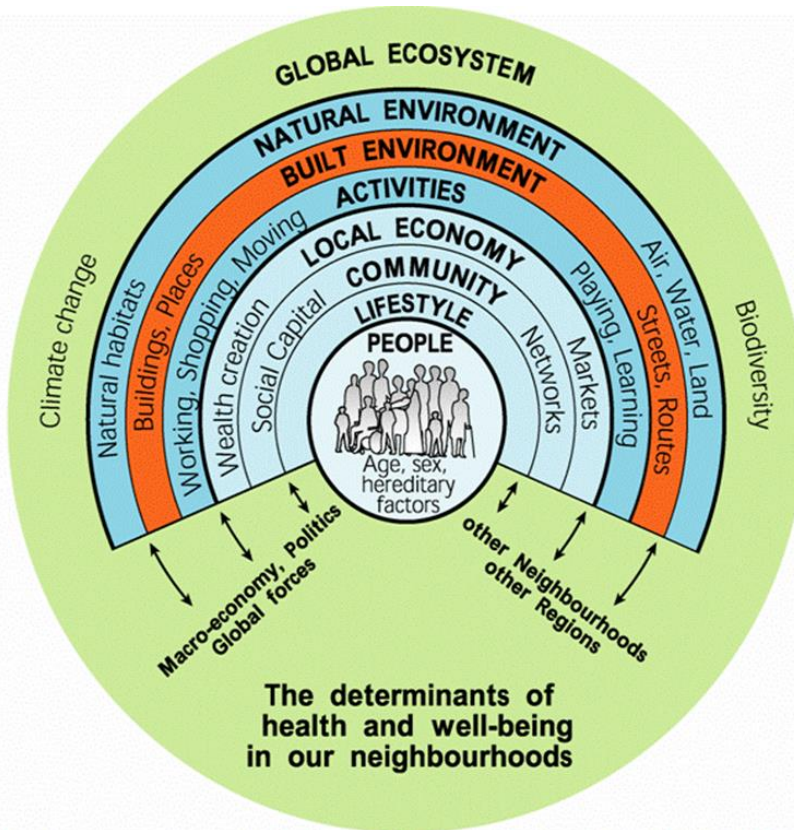 GLOBAL ECOSYSTEM
NATURAL ENVIRONMENT
BUILT ENVIRONMENT
ACTIVITIES
LOCAL ECONOMY
COMMUNITY
LIFESTYLE
PEOPLE
Age, sex,
hereditary
factors
Climate change
Natural habitats
Buildings, Places
Working, Shopping, Moving
Wealth creation
Social Capital
Networks
Markets
Playing, Learning
Streets, Routes
Air, Water, Land
Biodiversity
Macro-economy, Politics
Global forces
other Neighbourhoods
other Regions
The determinants of
health and well-being
in our neighbourhoods